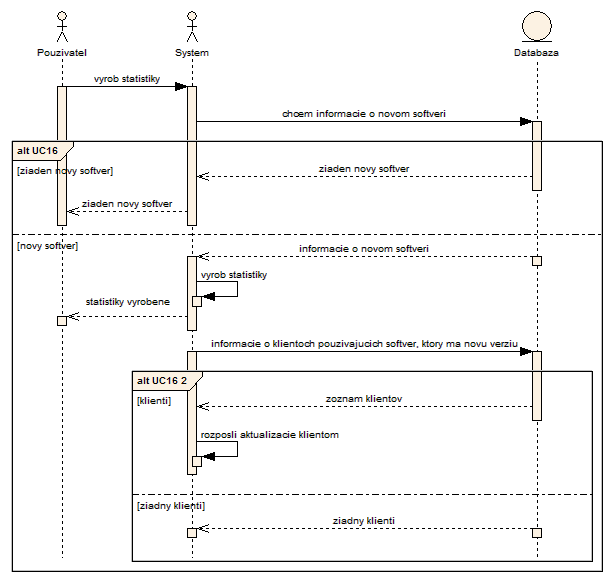 Pouzivatel
System
Databaza
vyrob statistiky
chcem informacie o novom softveri
alt UC16
[ziaden novy softver]
ziaden novy softver
ziaden novy softver
[novy softver]
informacie o novom softveri
vyrob statistiky
statistiky vyrobene
informacie o klientoch pouzivajucich softver, ktory ma novu verziu
alt UC16 2
[klienti]
zoznam klientov
rozposli aktualizacie klientom
[ziadny klienti]
ziadny klienti